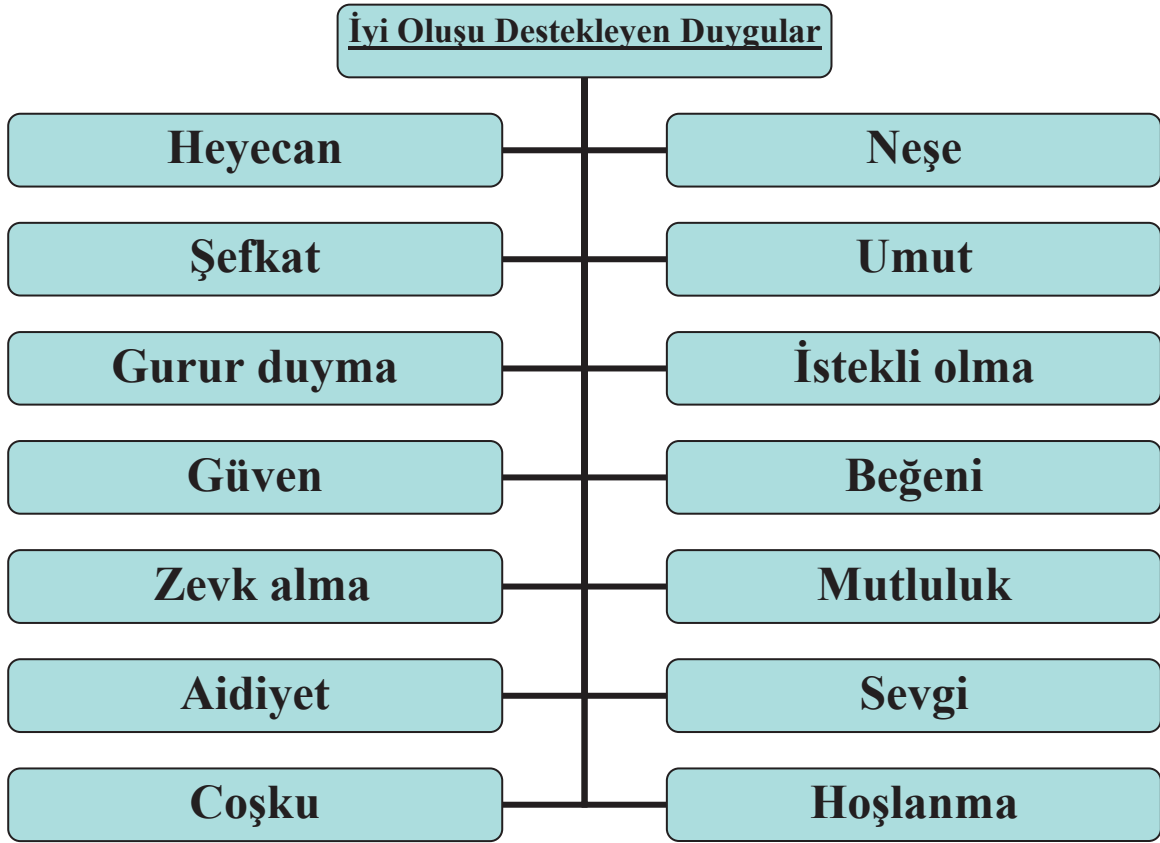 İyi Oluşu Destekleyen Duygular
Heyecan
Neşe
Şefkat
Umut
Gurur duyma
İstekli olma
Güven
Beğeni
Zevk alma
Mutluluk
Aidiyet
Sevgi
Coşku
Hoşlanma